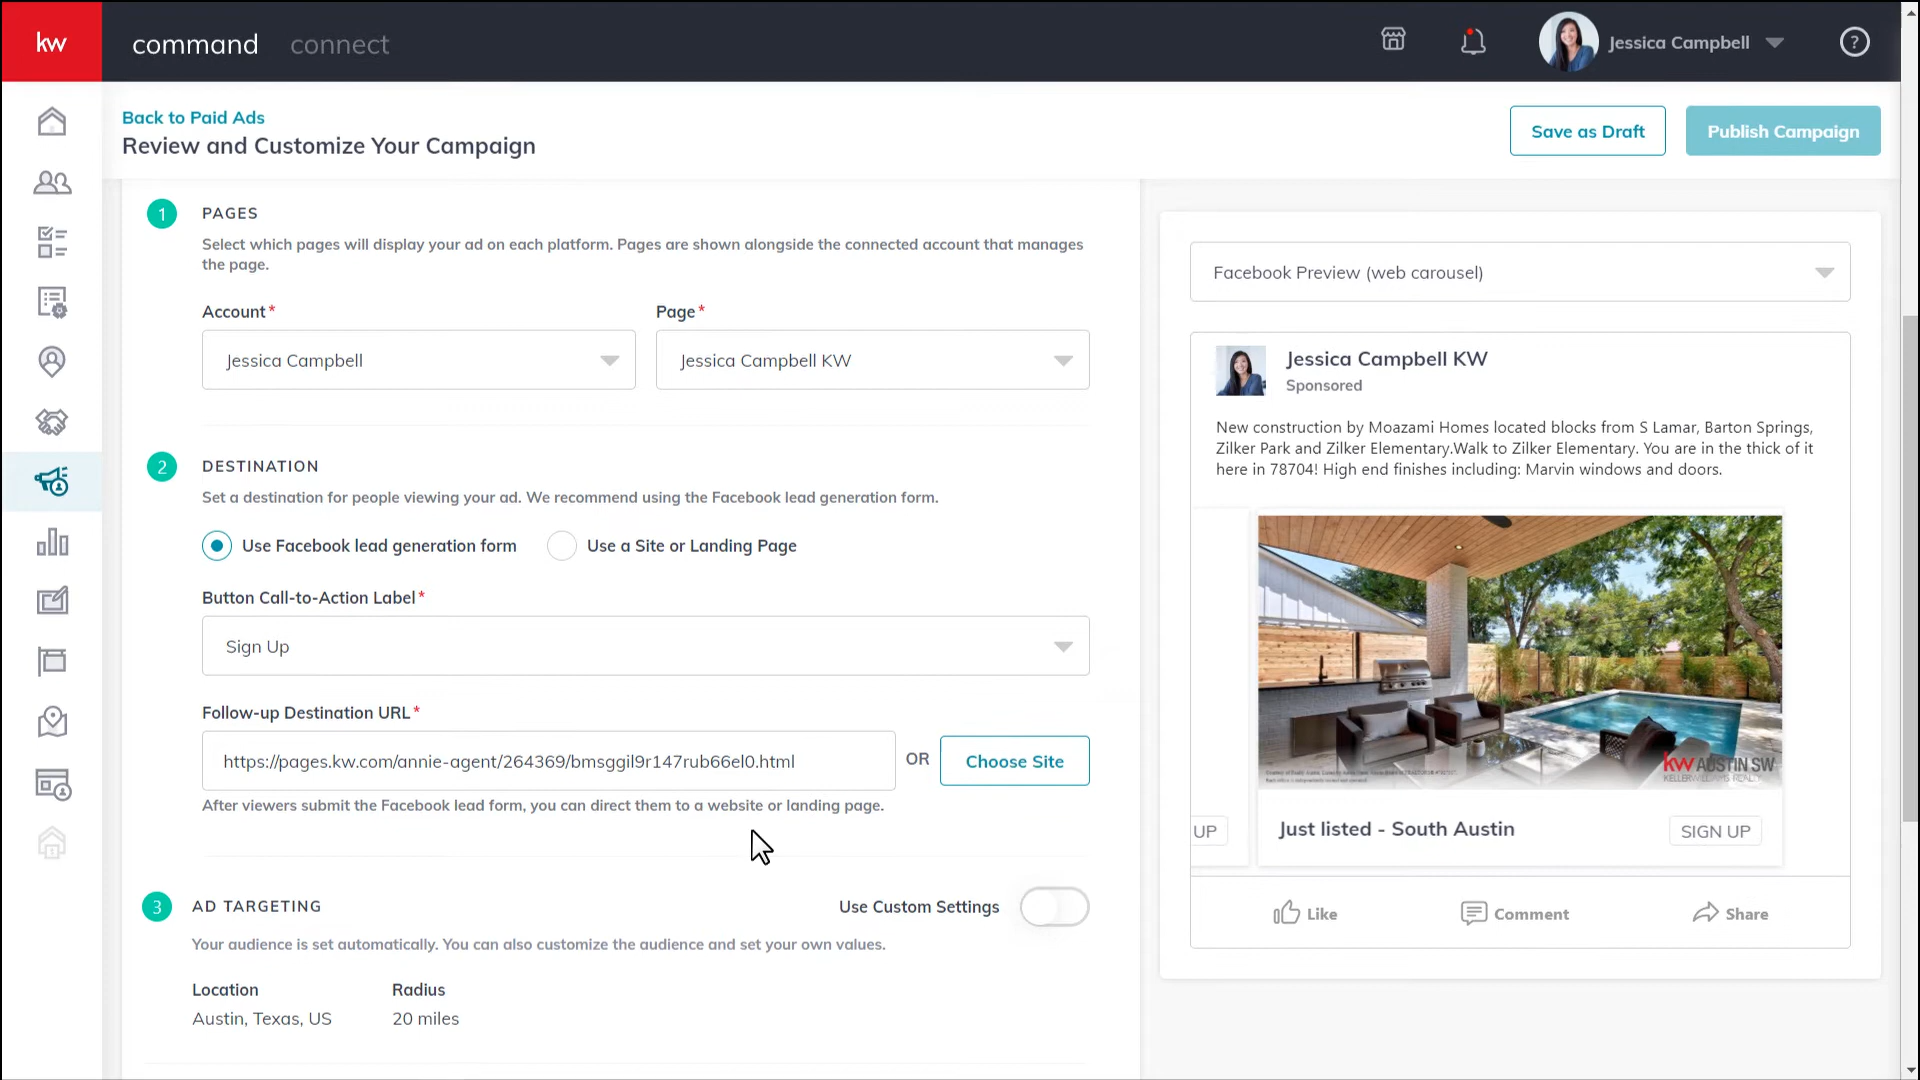 kw
command connect
Jessica Campbell
?
Back to Paid Ads
Review and Customize Your Campaign
Save as Draft
Publish Campaign
1 PAGES
Select which pages will display your ad on each platform. Pages are shown alongside the connected account that manages
the page.
Account*
Page*
Jessica Campbell
Jessica Campbell KW
2 DESTINATION
Set a destination for people viewing your ad. We recommend using the Facebook lead generation form.
Use Facebook lead generation form
Use a Site or Landing Page
Button Call-to-Action Label*
Sign Up
Follow-up Destination URL*
https://pages.kw.com/annie-agent/264369/bmsggil9r147rub66el0.html
OR
Choose Site
After viewers submit the Facebook lead form, you can direct them to a website or landing page.
3 AD TARGETING
Use Custom Settings
Your audience is set automatically. You can also customize the audience and set your own values.
Location
Radius
Austin, Texas, US
20 miles
Facebook Preview (web carousel)
Jessica Campbell KW
Sponsored
New construction by Moazami Homes located blocks from S Lamar, Barton Springs,
Zilker Park and Zilker Elementary.Walk to Zilker Elementary. You are in the thick of it
here in 78704! High end finishes including: Marvin windows and doors.
kw AUSTIN SW
KELLERWILLIAMS REALTY
UP
Just listed - South Austin
SIGN UP
Like
Comment
Share